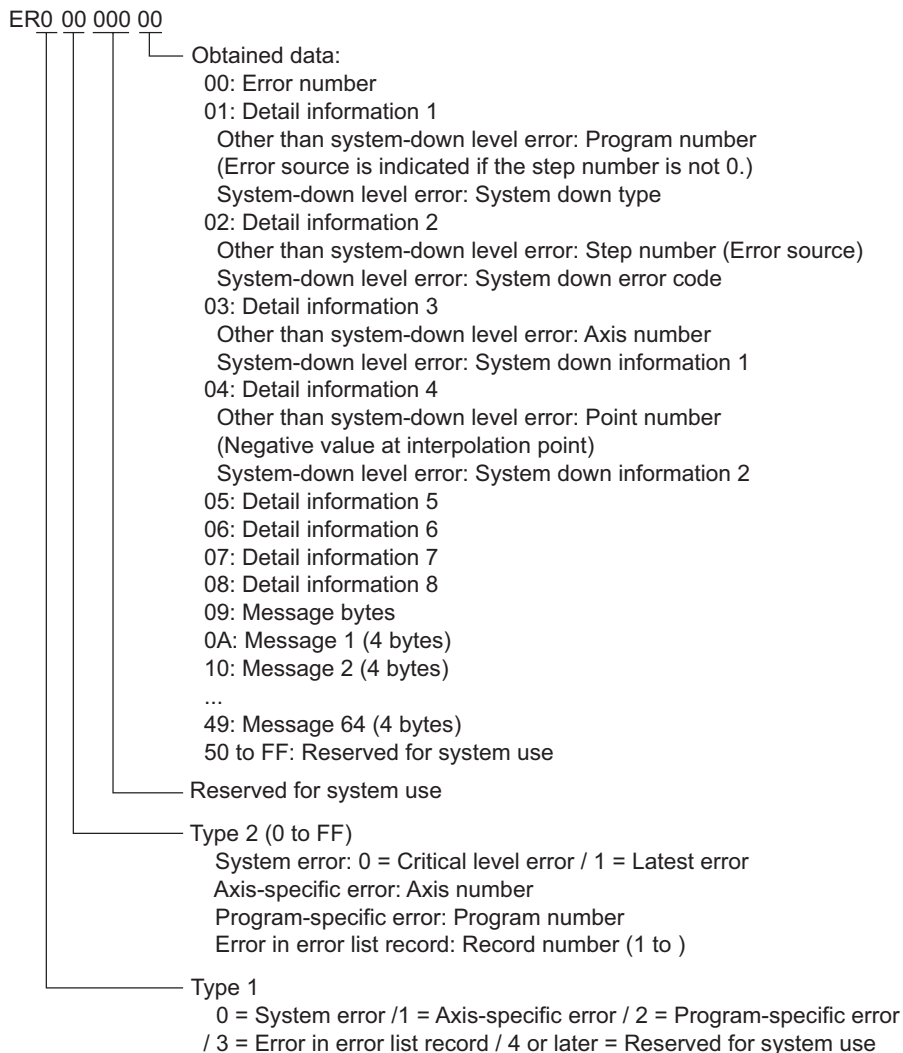 ER0 00 000 00
Obtained data:
00: Error number
01: Detail information 1
Other than system-down level error: Program number
(Error source is indicated if the step number is not 0.)
System-down level error: System down type
02: Detail information 2
Other than system-down level error: Step number (Error source)
System-down level error: System down error code
03: Detail information 3
Other than system-down level error: Axis number
System-down level error: System down information 1
04: Detail information 4
Other than system-down level error: Point number
(Negative value at interpolation point)
System-down level error: System down information 2
05: Detail information 5
06: Detail information 6
07: Detail information 7
08: Detail information 8
09: Message bytes
0A: Message 1 (4 bytes)
10: Message 2 (4 bytes)
...
49: Message 64 (4 bytes)
50 to FF: Reserved for system use
Reserved for system use
Type 2 (0 to FF)
System error: 0 = Critical level error / 1 = Latest error
Axis-specific error: Axis number
Program-specific error: Program number
Error in error list record: Record number (1 to )
Type 1
0 = System error /1 = Axis-specific error / 2 = Program-specific error
/ 3 = Error in error list record / 4 or later = Reserved for system use